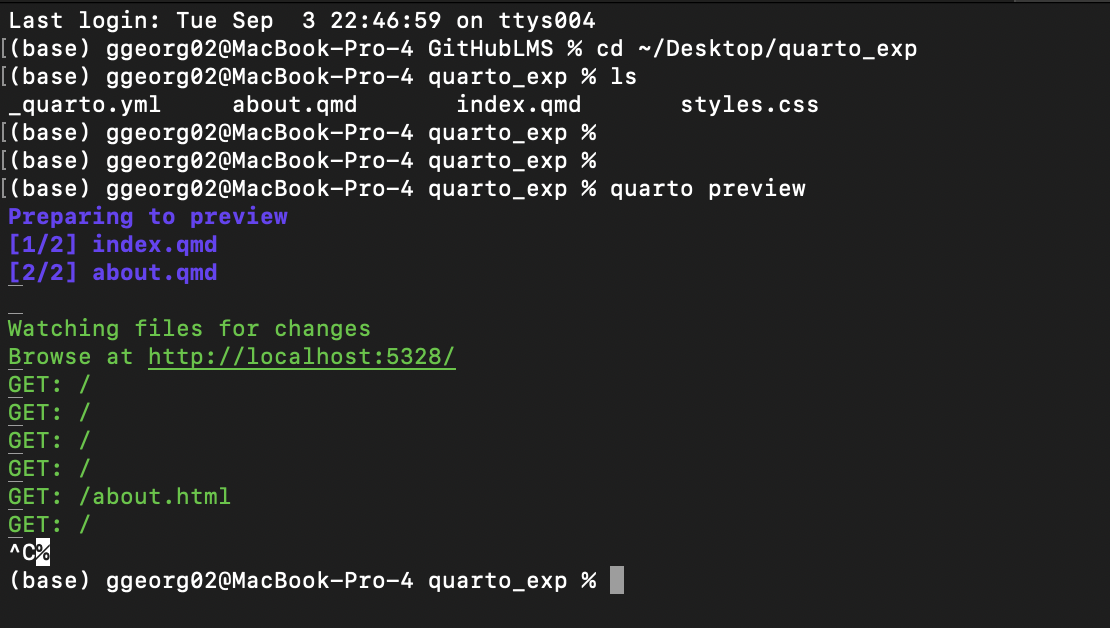 Last login: Tue Sep  3 22:46:59 on ttys004
[(base) ggeorg02@MacBook-Pro-4 GitHubLMS % cd ~/Desktop/quarto_exp
[(base) ggeorg02@MacBook-Pro-4 quarto_exp % ls
_quarto.yml     about.qmd       index.qmd       styles.css
[(base) ggeorg02@MacBook-Pro-4 quarto_exp %
[(base) ggeorg02@MacBook-Pro-4 quarto_exp %
[(base) ggeorg02@MacBook-Pro-4 quarto_exp % quarto preview
Preparing to preview
[1/2] index.qmd
[2/2] about.qmd
Watching files for changes
Browse at http://localhost:5328/
GET: /
GET: /
GET: /
GET: /
GET: /about.html
GET: /
^C%
(base) ggeorg02@MacBook-Pro-4 quarto_exp %